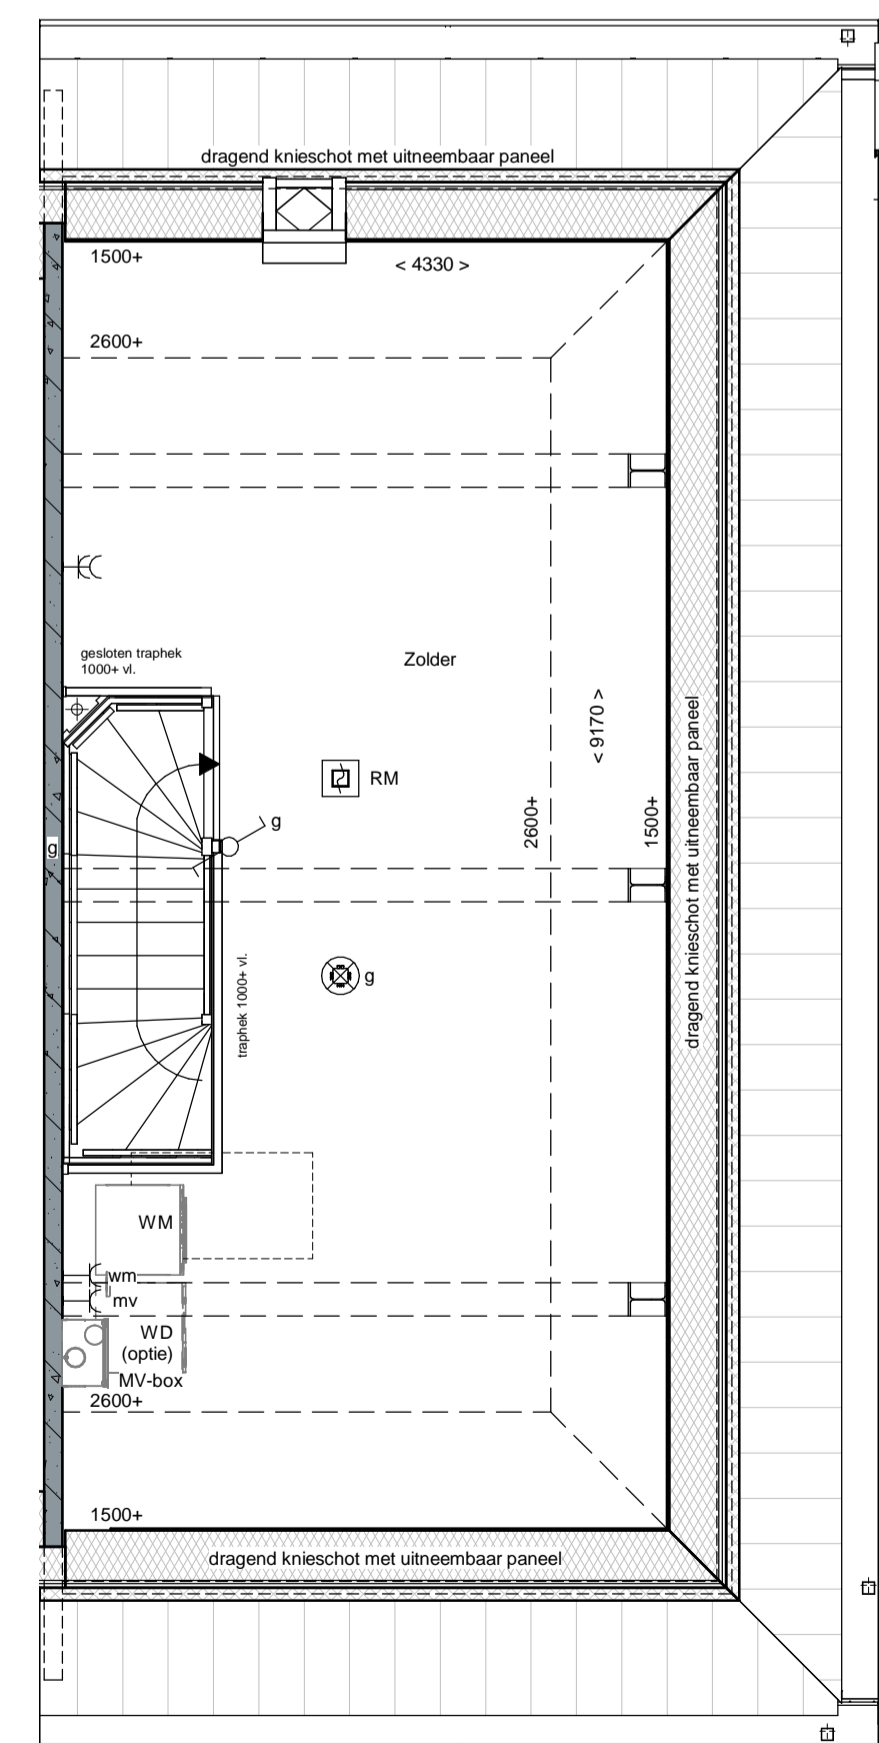 dragend knieschot met uitneembaar paneel
1500+
< 4330 >
2600+
gesloten traphek
1000+ vl.
Zolder
< 9170 >
dragend knieschot met uitneembaar paneel
RM
2600+
1500+
g
g
traphek 1000+ vl.
g
WM
wm
mv
WD
(optie)
MV-box
2600+
1500+
dragend knieschot met uitneembaar paneel